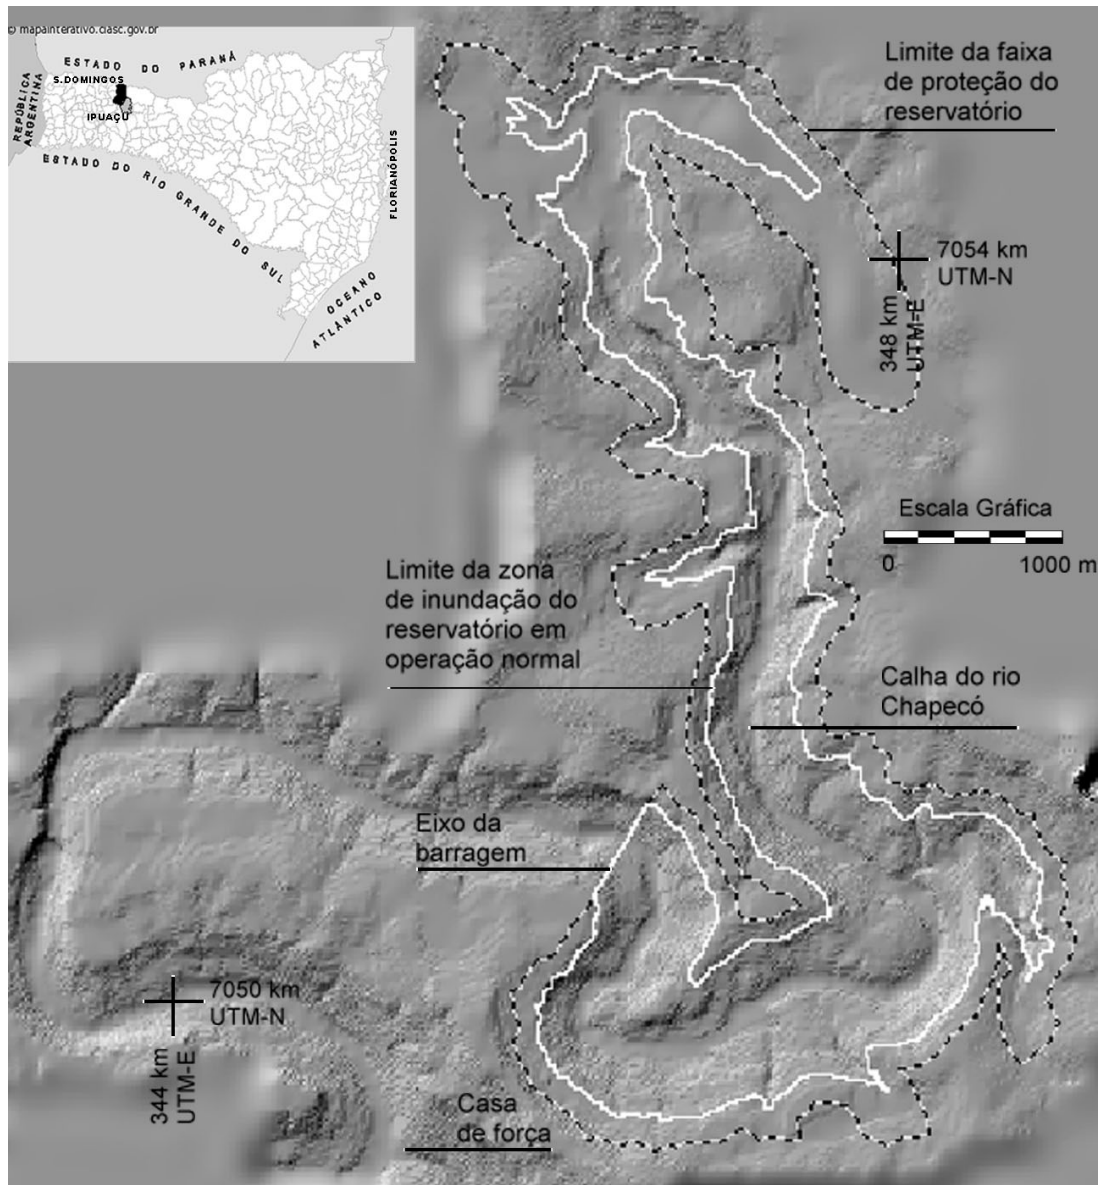 © mapainterativo.ciasc.gov.br
ESTADO DO PARANÁ
S.DOMINGOS
REPÚBLICA
ARGENTINA
IPUAÇÚ
ESTADO DO RIO GRANDE DO SUL
FLORIANÓPOLIS
OCEANO
ATLÂNTICO
Limite da faixa
de proteção do
reservatório
7054 km
UTM-N
348 km
UTM-E
Escala Gráfica
0 1000 m
Limite da zona
de inundação do
reservatório em
operação normal
Calha do rio
Chapecó
Eixo da
barragem
7050 km
UTM-N
344 km
UTM-E
Casa
de força